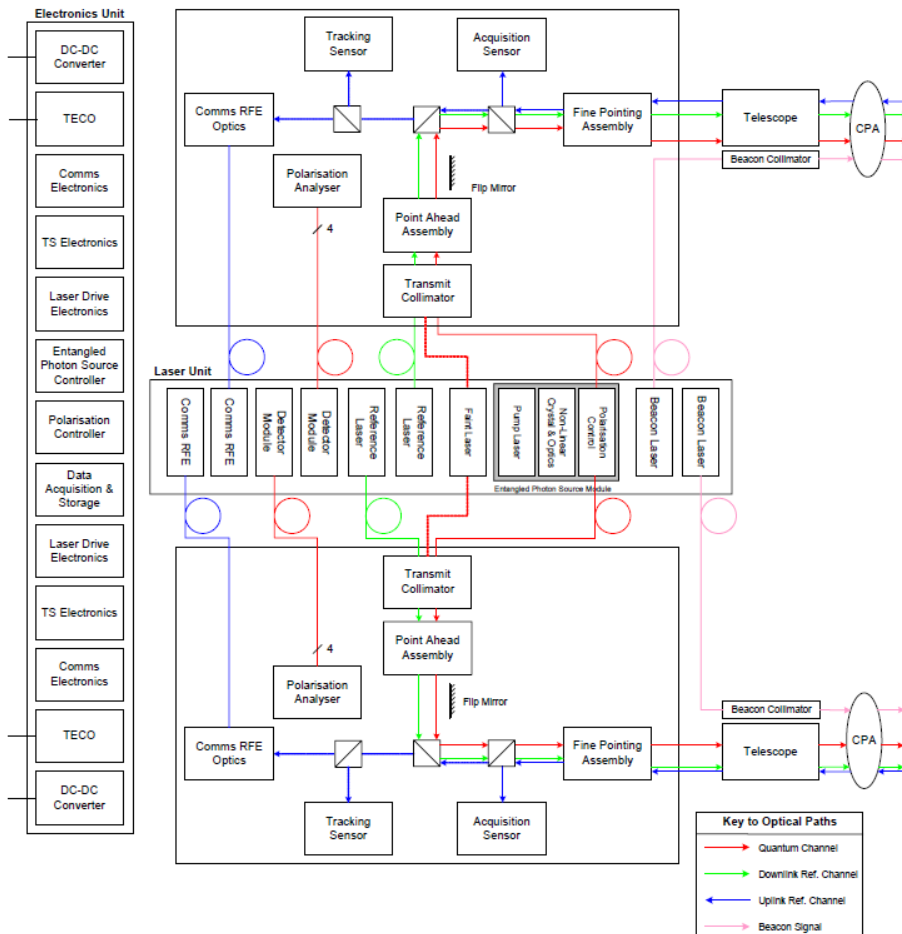 Electronics Unit
DC-DC
Converter
TECO
Comms
Electronics
TS Electronics
Laser Drive
Electronics
Entangled
Photon Source
Controller
Polarisation
Controller
Data
Acquisition &
Storage
Laser Drive
Electronics
TS Electronics
Comms
Electronics
TECO
DC-DC
Converter
Tracking
Sensor
Acquisition
Sensor
Comms RFE
Optics
Fine Pointing
Assembly
Telescope
CPA
Beacon Collimator
Polarisation
Analyser
Flip Mirror
4
Point Ahead
Assembly
Transmit
Collimator
Laser Unit
Comms RFE
Comms RFE
Detector
Module
Detector
Module
Reference
Laser
Reference
Laser
Faint Laser
Pump Laser
Non-Linear
Crystal & Optics
Polarisation
Control
Beacon Laser
Beacon Laser
Entangled Photon Source Module
Transmit
Collimator
Point Ahead
Assembly
4
Polarisation
Analyser
Flip Mirror
Beacon Collimator
Comms RFE
Optics
Fine Pointing
Assembly
Telescope
CPA
Tracking
Sensor
Acquisition
Sensor
Key to Optical Paths
Quantum Channel
Downlink Ref. Channel
Uplink Ref. Channel
Beacon Signal